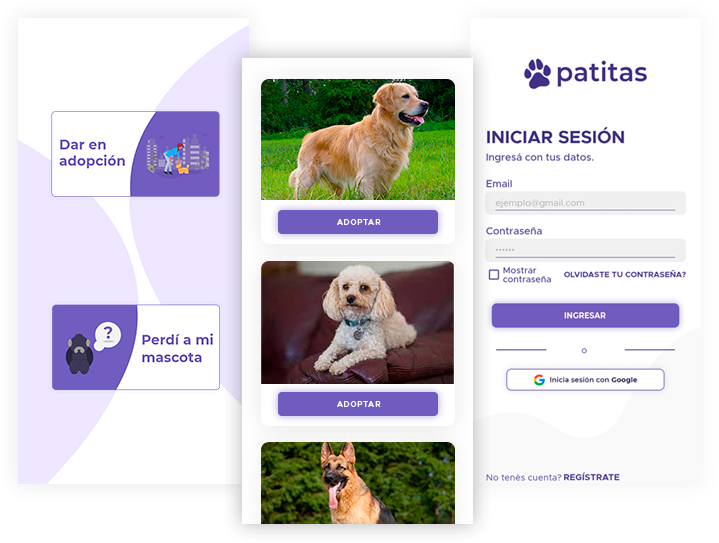 Dar en
adopción
?
Perdí a mi
mascota
ADOPTAR
ADOPTAR
patitas
INICIAR SESIÓN
Ingresá con tus datos.
Email
ejemplo@gmail.com
Contraseña
••••••
Mostrar
contraseña
OLVIDASTE TU CONTRASEÑA?
INGRESAR
o
Inicia sesión con Google
No tenés cuenta? REGÍSTRATE